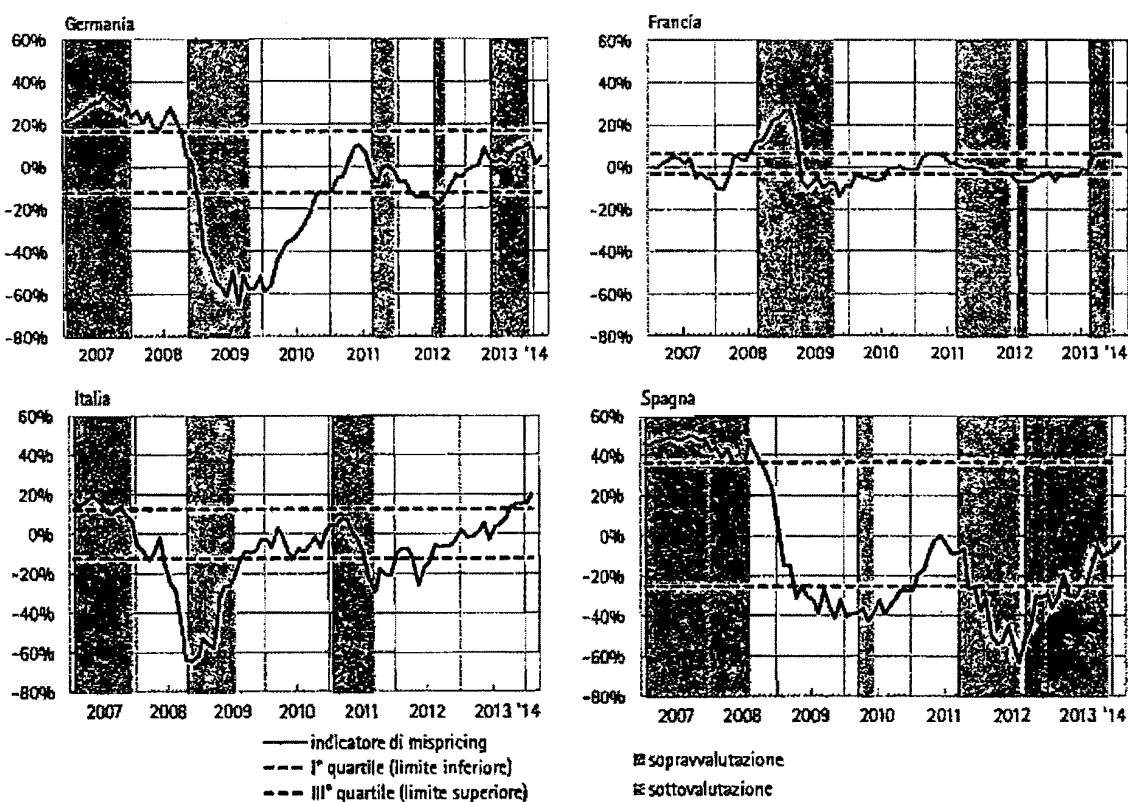 Germania
60%
40%
20%
0%
-20%
-40%
-60%
-80%
2007 2008 2009 2010 2011 2012 2013 '14
Francia
60%
40%
20%
0%
-20%
-40%
-60%
-80%
2007 2008 2009 2010 2011 2012 2013 '14
Italia
60%
40%
20%
0%
-20%
-40%
-60%
-80%
2007 2008 2009 2010 2011 2012 2013 '14
Spagna
60%
40%
20%
0%
-20%
-40%
-60%
-80%
2007 2008 2009 2010 2011 2012 2013 '14
indicatore di mispricing
I° quartile (limite inferiore)
III° quartile (limite superiore)
sopravvalutazione
sottovalutazione